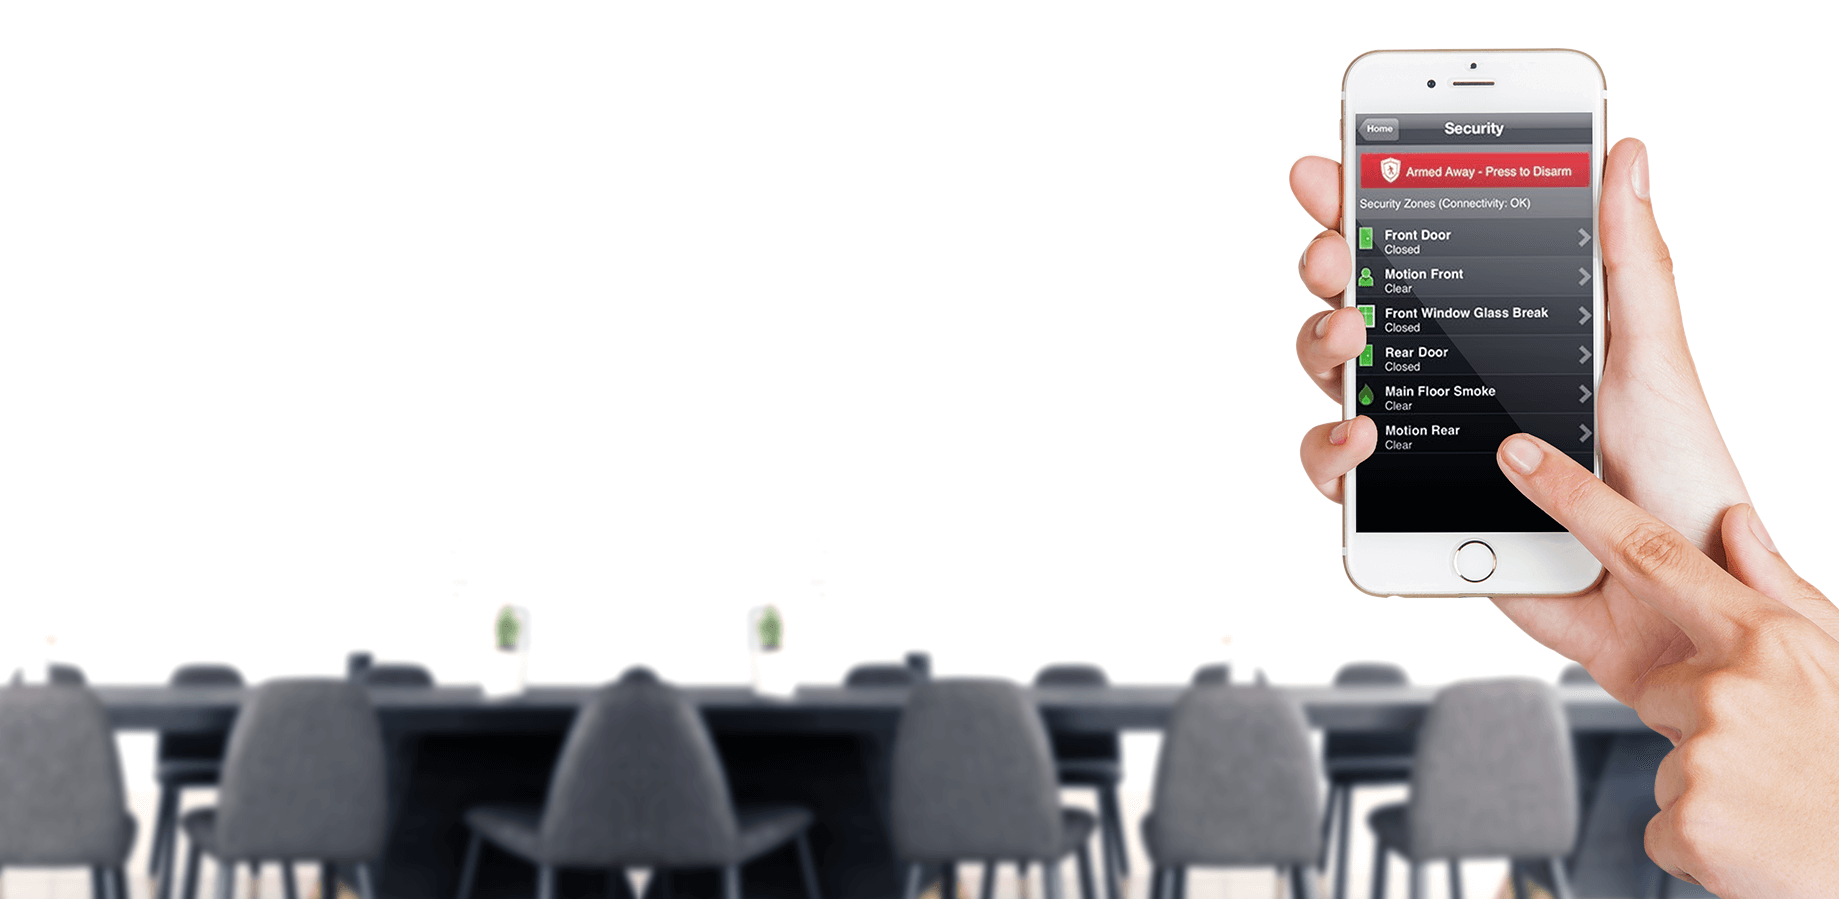 Home
Security
Armed Away - Press to Disarm
Security Zones (Connectivity: OK)
Front Door
Closed
Motion Front
Clear
Front Window Glass Break
Closed
Rear Door
Closed
Main Floor Smoke
Clear
Motion Rear
Clear